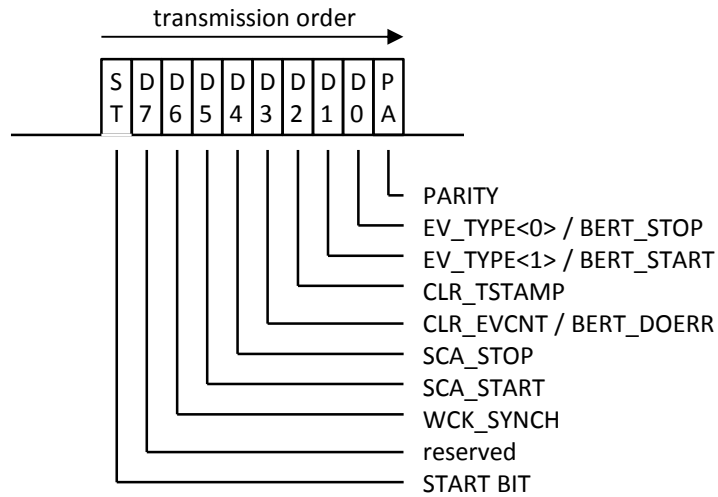 transmission order
S D D D D D D D D P
T 7 6 5 4 3 2 1 0 A
PARITY
EV_TYPE<0> / BERT_STOP
EV_TYPE<1> / BERT_START
CLR_TSTAMP
CLR_EVCNT / BERT_DOERR
SCA_STOP
SCA_START
WCK_SYNCH
reserved
START BIT